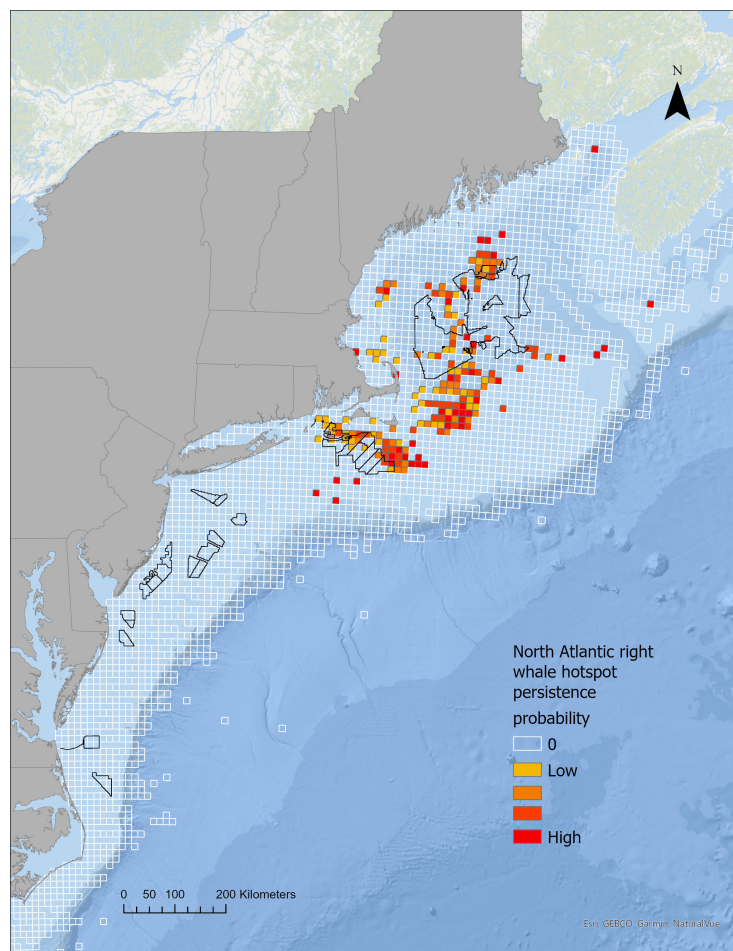 N
North Atlantic right
whale hotspot
persistence
probability
0
Low
High
0 50 100 200 Kilometers
Esri, GEBCO, Garmin, NaturalVue